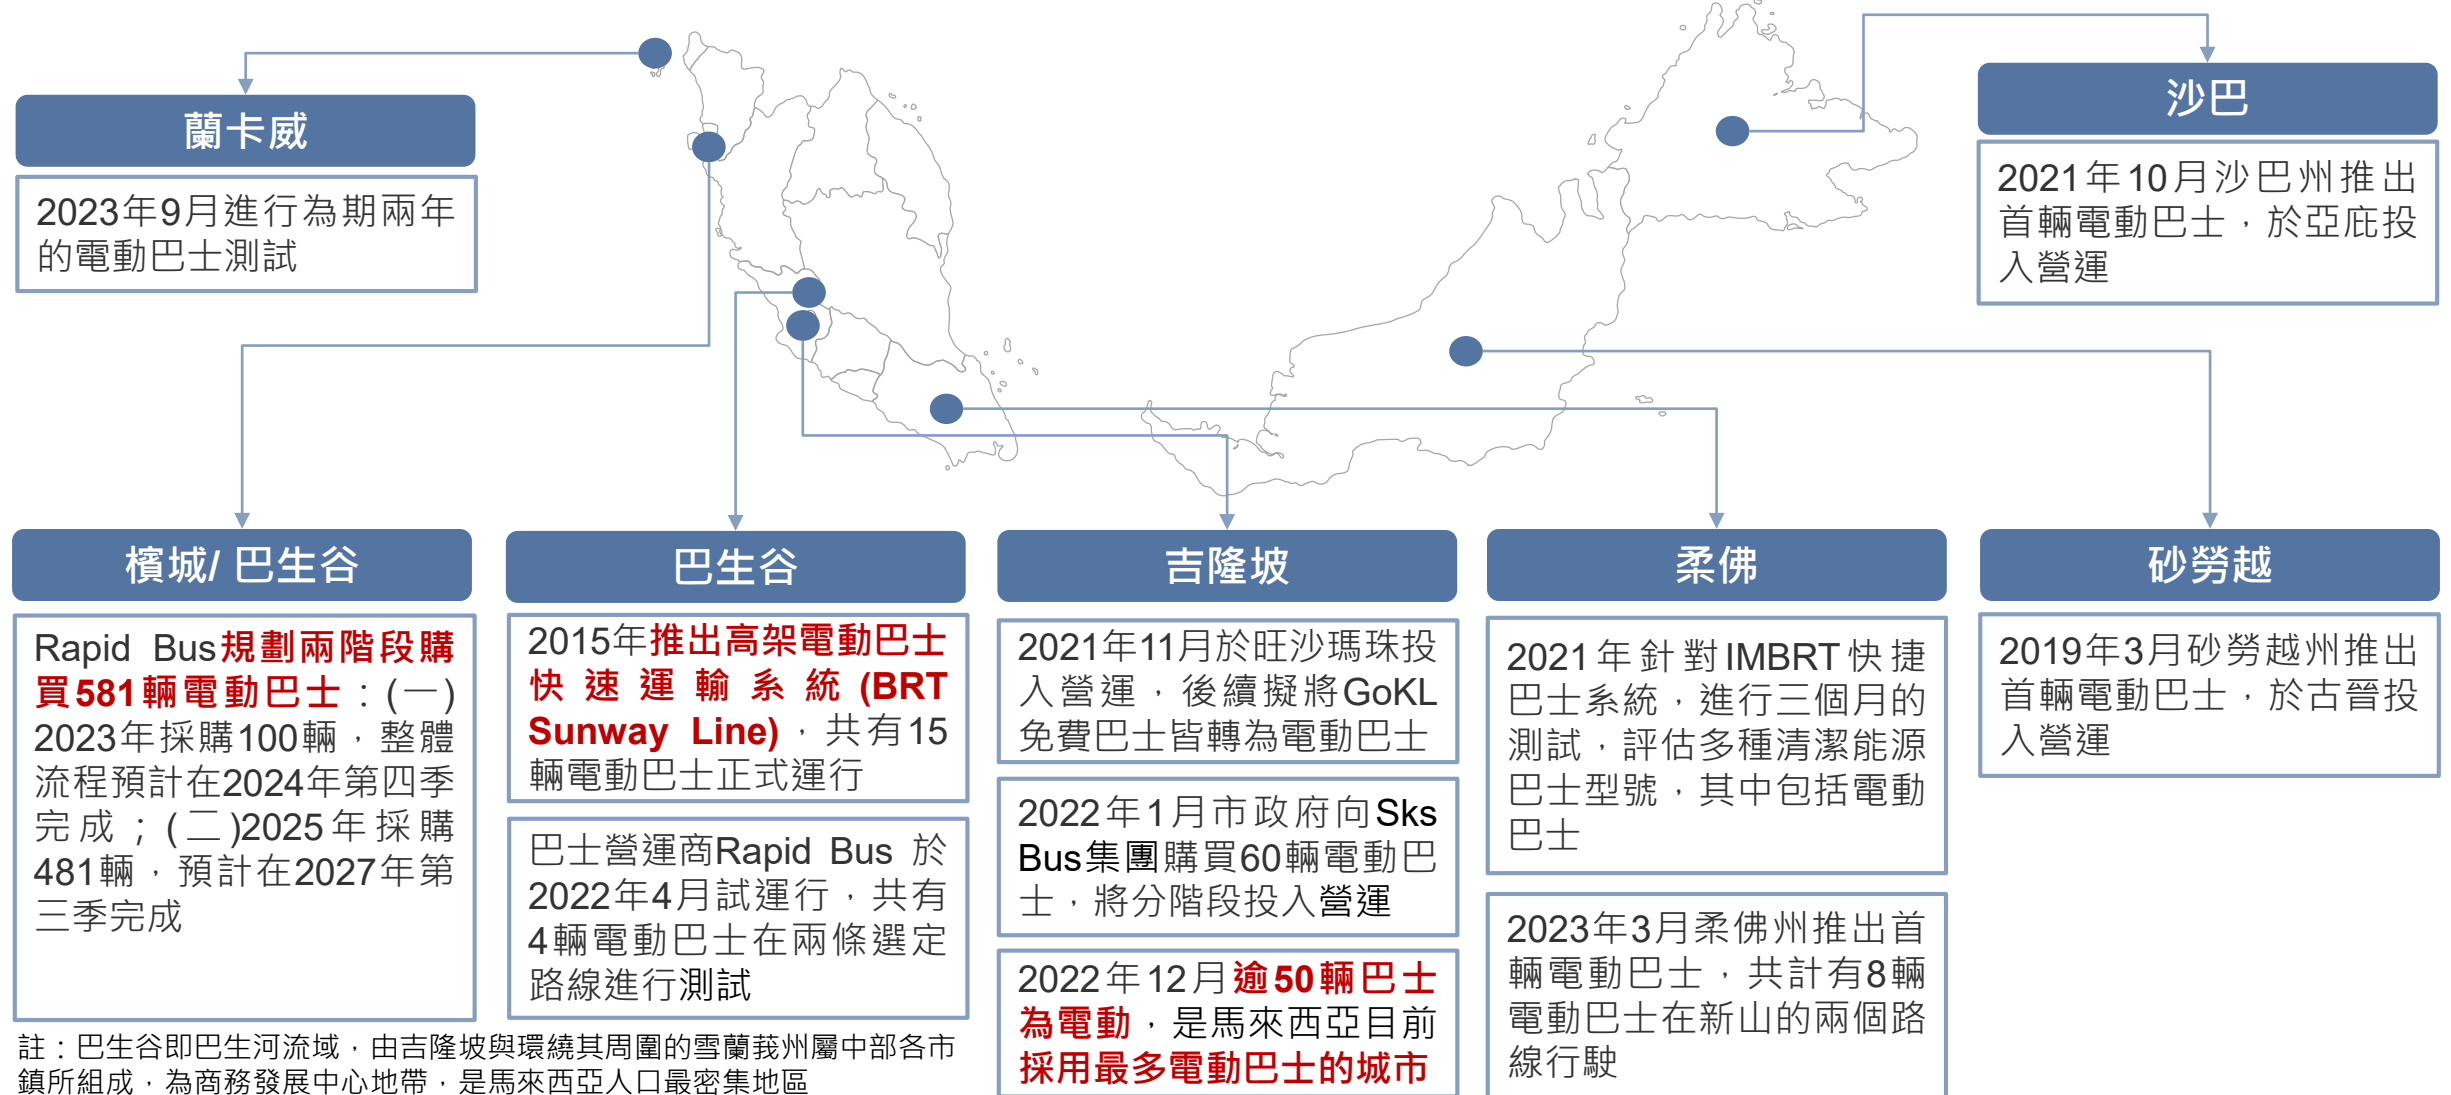 蘭卡威
2023年9月進行為期兩年
的電動巴士測試
沙巴
2021年10月沙巴州推出
首輛電動巴士，於亞庇投
入營運
檳城/ 巴生谷
Rapid Bus規劃兩階段購
買581輛電動巴士：(一)
2023年採購100輛，整體
流程預計在2024年第四季
完成；(二)2025年採購
481輛，預計在2027年第
三季完成
巴生谷
2015年推出高架電動巴士
快速運輸系統(BRT
Sunway Line)，共有15
輛電動巴士正式運行
巴士營運商Rapid Bus 於
2022年4月試運行，共有
4輛電動巴士在兩條選定
路線進行測試
吉隆坡
2021年11月於旺沙瑪珠投
入營運，後續擬將GoKL
免費巴士皆轉為電動巴士
2022年1月市政府向Sks
Bus集團購買60輛電動巴
士，將分階段投入營運
2022年12月逾50輛巴士
為電動，是馬來西亞目前
採用最多電動巴士的城市
柔佛
2021年針對IMBRT快捷
巴士系統，進行三個月的
測試，評估多種清潔能源
巴士型號，其中包括電動
巴士
2023年3月柔佛州推出首
輛電動巴士，共計有8輛
電動巴士在新山的兩個路
線行駛
砂勞越
2019年3月砂勞越州推出
首輛電動巴士，於古晉投
入營運
註：巴生谷即巴生河流域，由吉隆坡與環繞其周圍的雪蘭莪州屬中部各市
鎮所組成，為商務發展中心地帶，是馬來西亞人口最密集地區